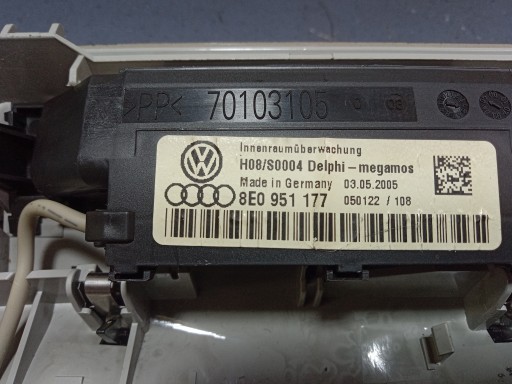 >PP< 70103105
Innenraumüberwachung
H08/S0004 Delphi-megamos
Made in Germany 03.05.2005
8E0 951 177 050122 / 108